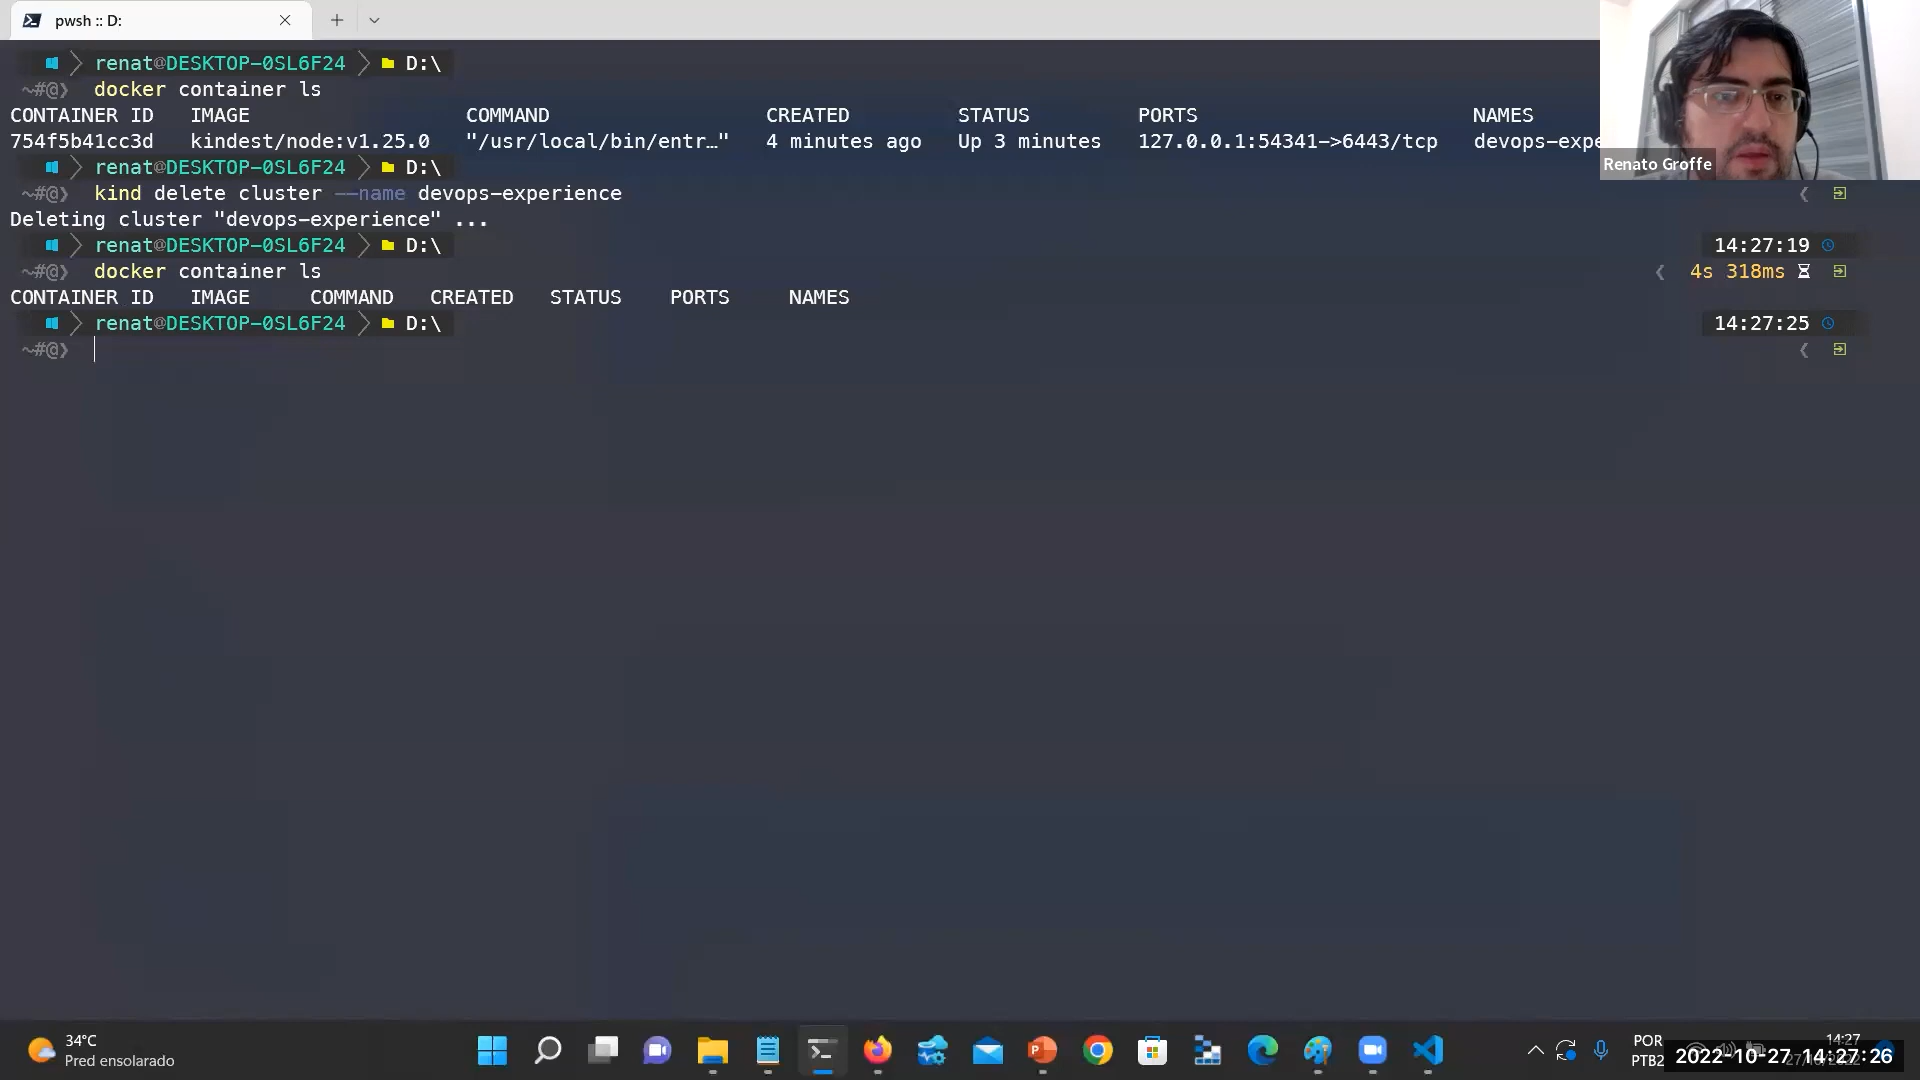 pwsh :: D:
renat@DESKTOP-0SL6F24 D:\
~#@❯ docker container ls
CONTAINER ID IMAGE COMMAND CREATED STATUS PORTS NAMES
754f5b41cc3d kindest/node:v1.25.0 "/usr/local/bin/entr…" 4 minutes ago Up 3 minutes 127.0.0.1:54341->6443/tcp devops-expe
Renato Groffe
renat@DESKTOP-0SL6F24 D:\
~#@❯ kind delete cluster --name devops-experience
Deleting cluster "devops-experience" ...
renat@DESKTOP-0SL6F24 D:\ 14:27:19
~#@❯ docker container ls ❮ 4s 318ms
CONTAINER ID IMAGE COMMAND CREATED STATUS PORTS NAMES
renat@DESKTOP-0SL6F24 D:\ 14:27:25
~#@❯
34°C
Pred ensolarado
POR
PTB2
14:27
2022-10-27 14:27:26